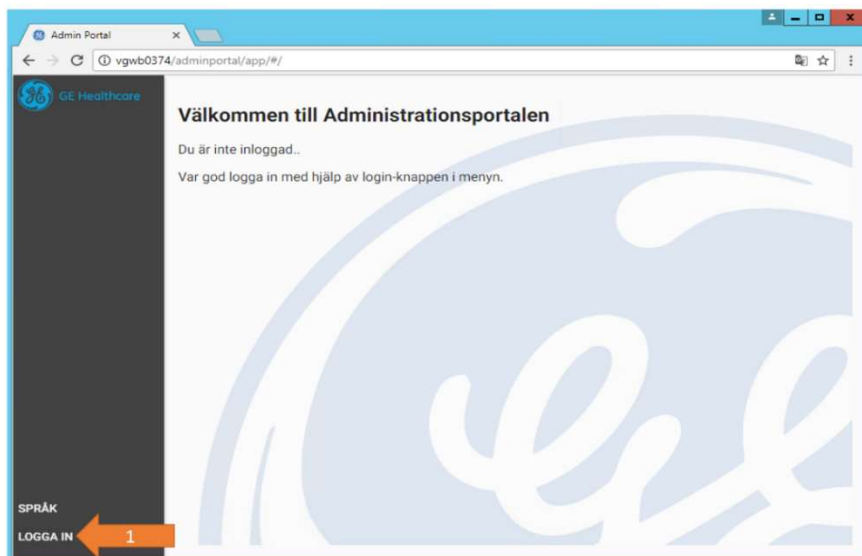 Admin Portal
vgwb0374/adminportal/app/#/
GE Healthcare
Välkommen till Administrationsportalen
Du är inte inloggad..
Var god logga in med hjälp av login-knappen i menyn.
SPRÅK
LOGGA IN
1